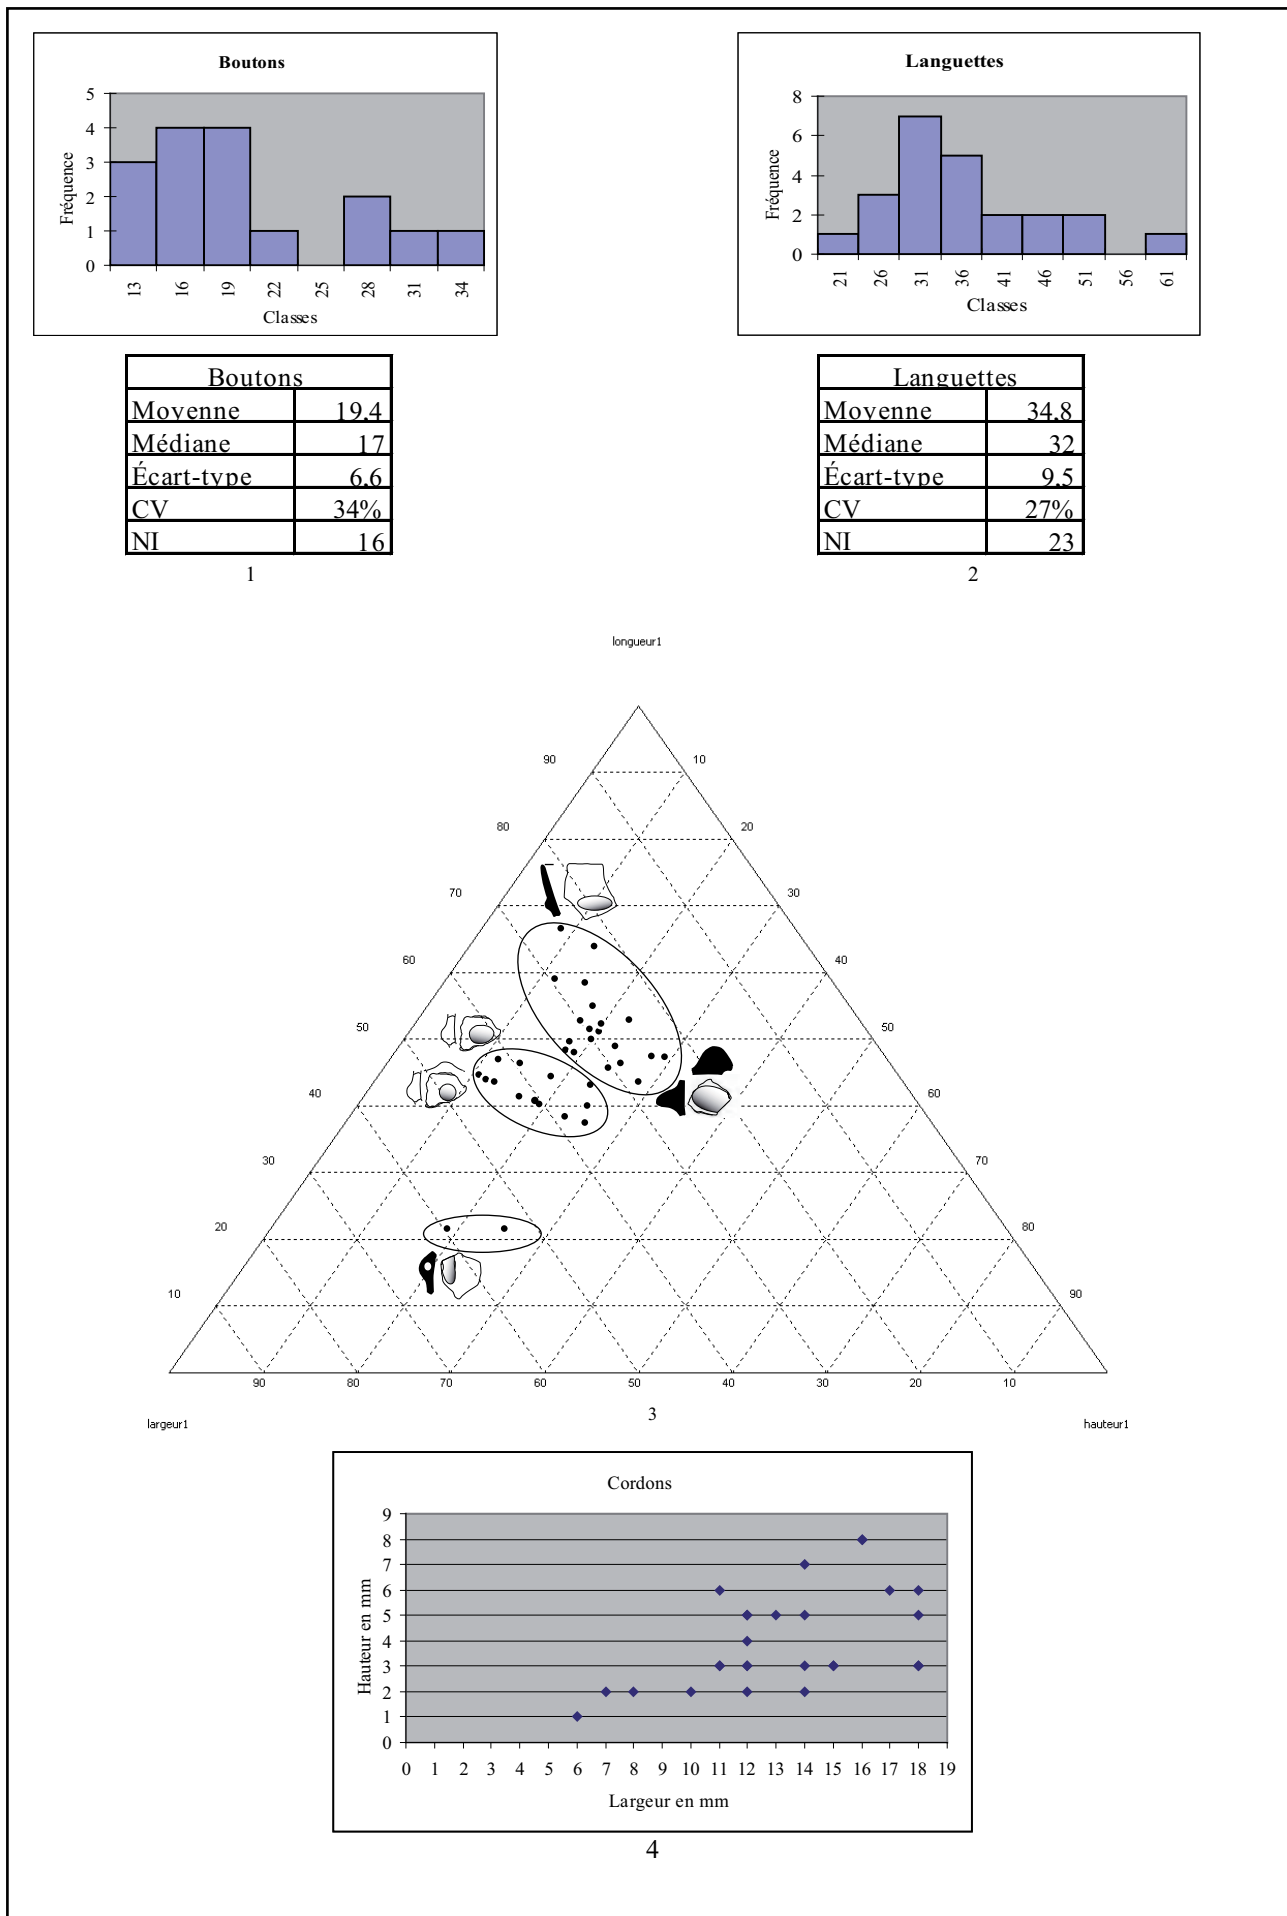 Boutons
5
4
3
2
1
0
Fréquence
13 16 19 22 25 28 31 34
Classes
Languettes
8
6
4
2
0
Fréquence
21 26 31 36 41 46 51 56 61
Classes
Boutons
Moyenne 19,4
Médiane 17
Écart-type 6,6
CV 34%
NI 16
1
Languettes
Moyenne 34,8
Médiane 32
Écart-type 9,5
CV 27%
NI 23
2
longueur1
90 10
80 20
70 30
60 40
50 50
40 60
30 70
20 80
10 90
90 80 70 60 50 40 30 20 10
largeur1
3
hauteur1
Cordons
9
8
7
6
5
4
3
2
1
0
Hauteur en mm
0 1 2 3 4 5 6 7 8 9 10 11 12 13 14 15 16 17 18 19
Largeur en mm
4